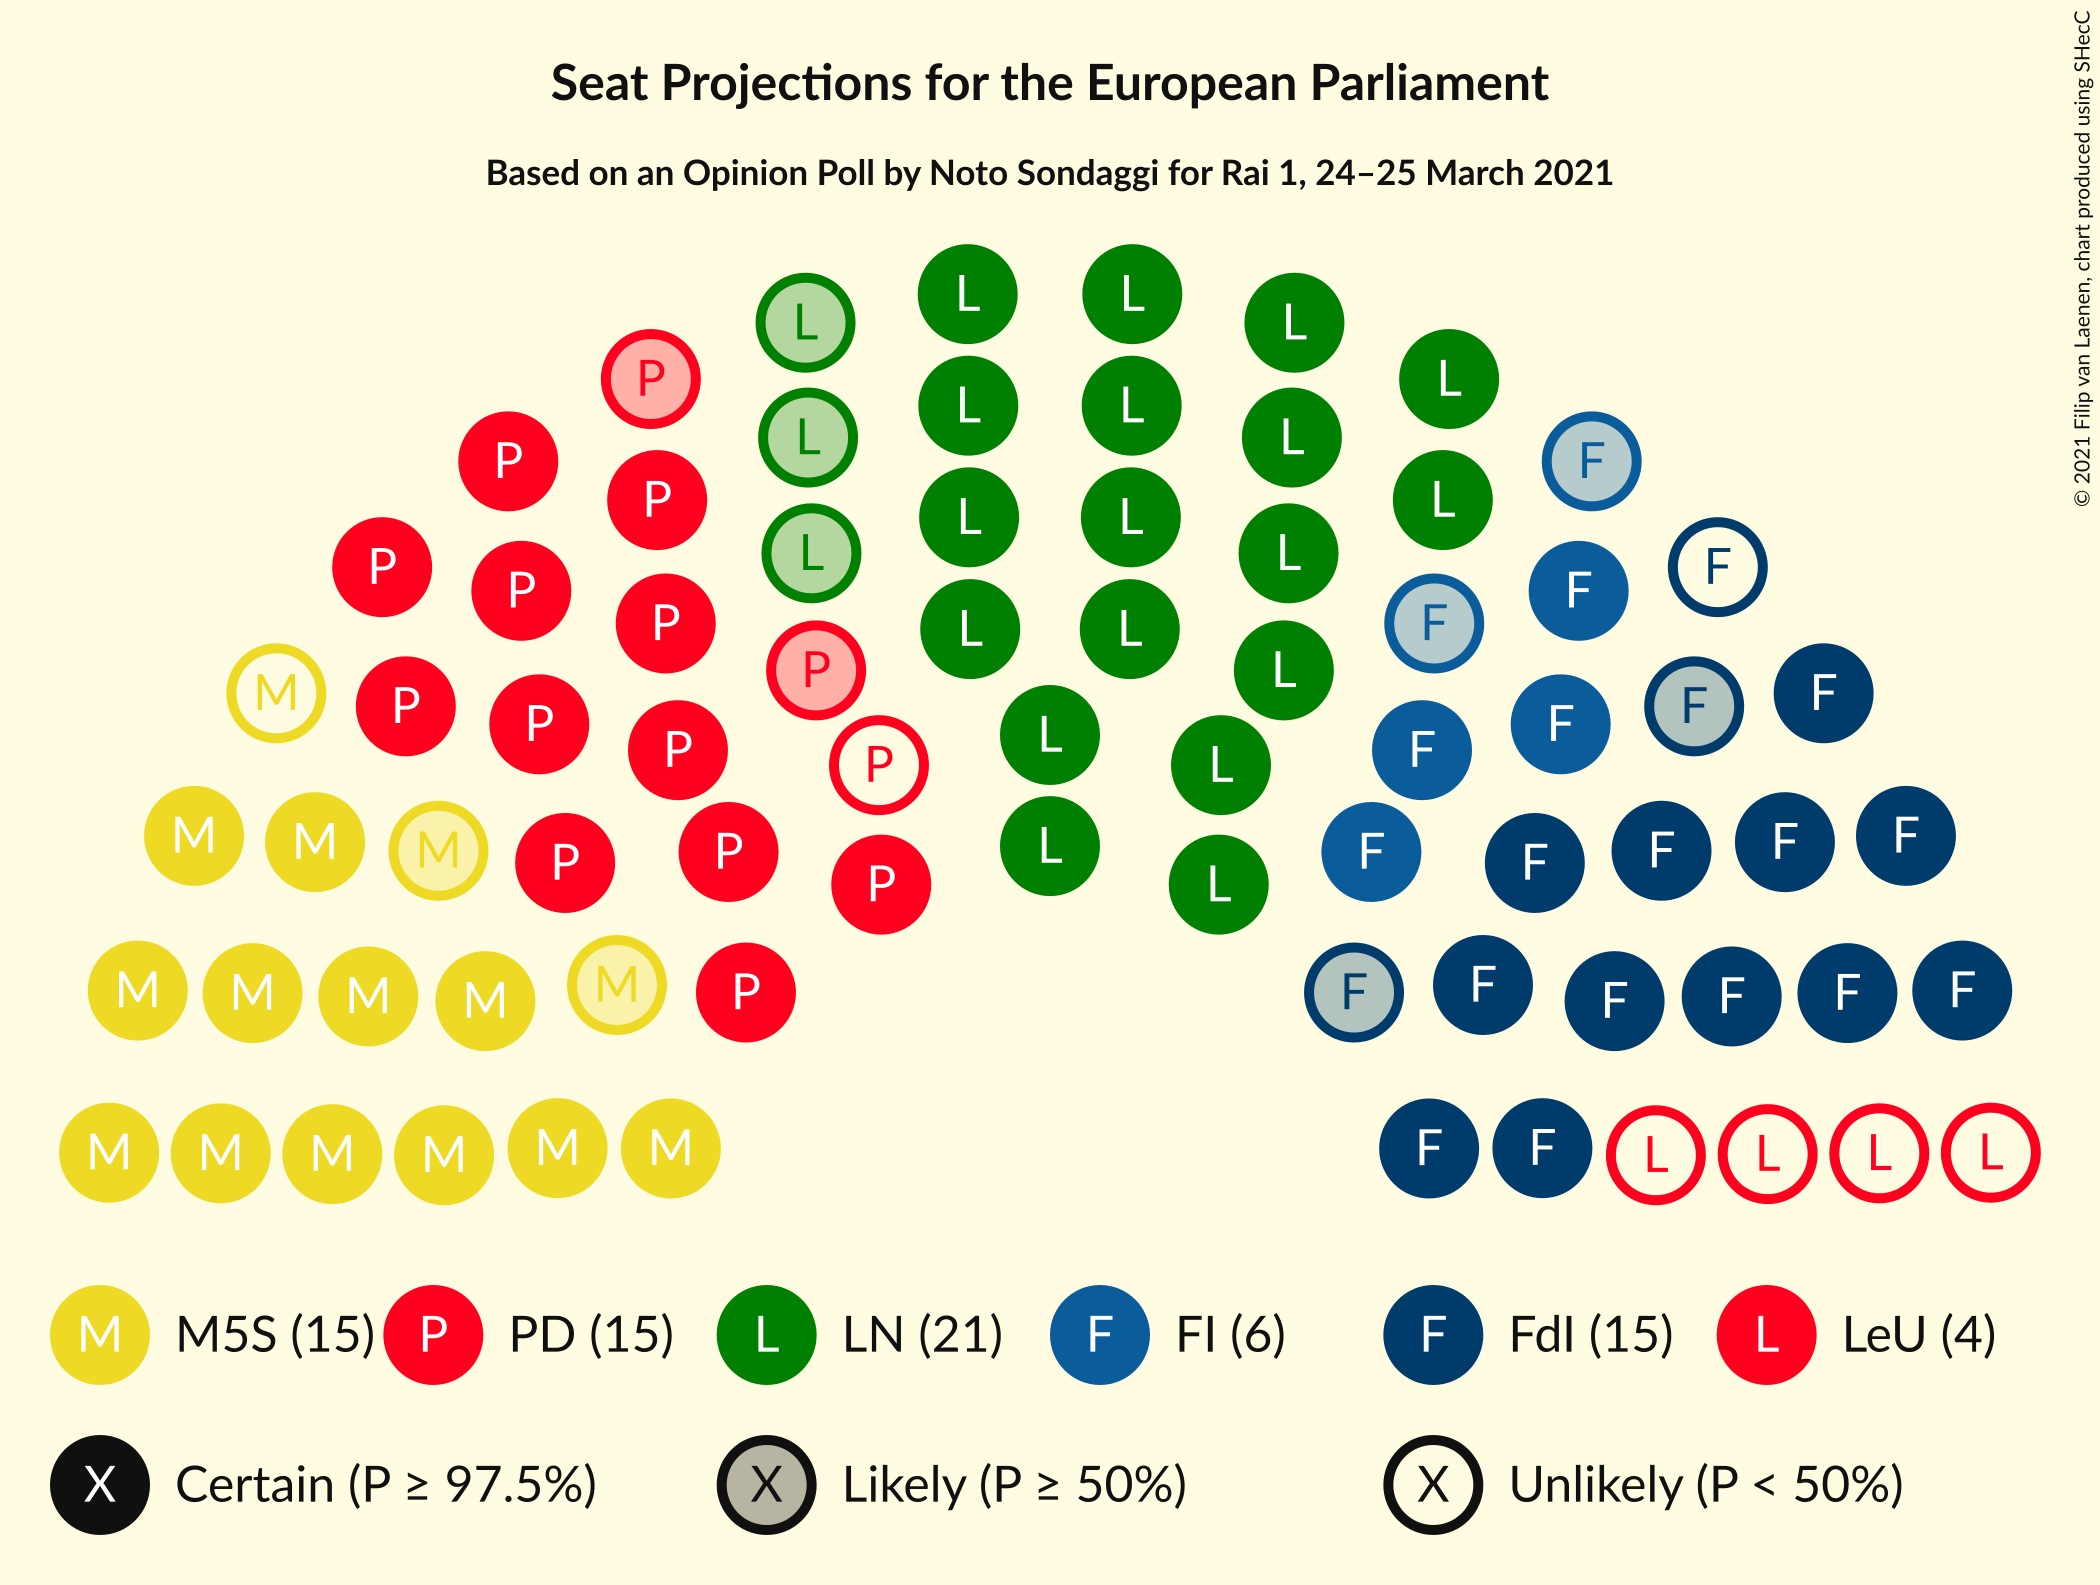 Seat Projections for the European Parliament
Based on an Opinion Poll by Noto Sondaggi for Rai 1, 24–25 March 2021
© 2021 Filip van Laenen, chart produced using SHecC
L L
L L
P L
L L
L L
P F
P L
L L
P L
L L
F F
P P
P L
L L
F F
M P
P P
P L
L L
F F
F F
M M M P P P L L F F F F F
M M M M M P P L L F F F F F F
M M M M M M F F L L L L
M M5S (15) P PD (15) L LN (21) F FI (6) F FdI (15) L LeU (4)
X Certain (P ≥ 97.5%) X Likely (P ≥ 50%) X Unlikely (P < 50%)